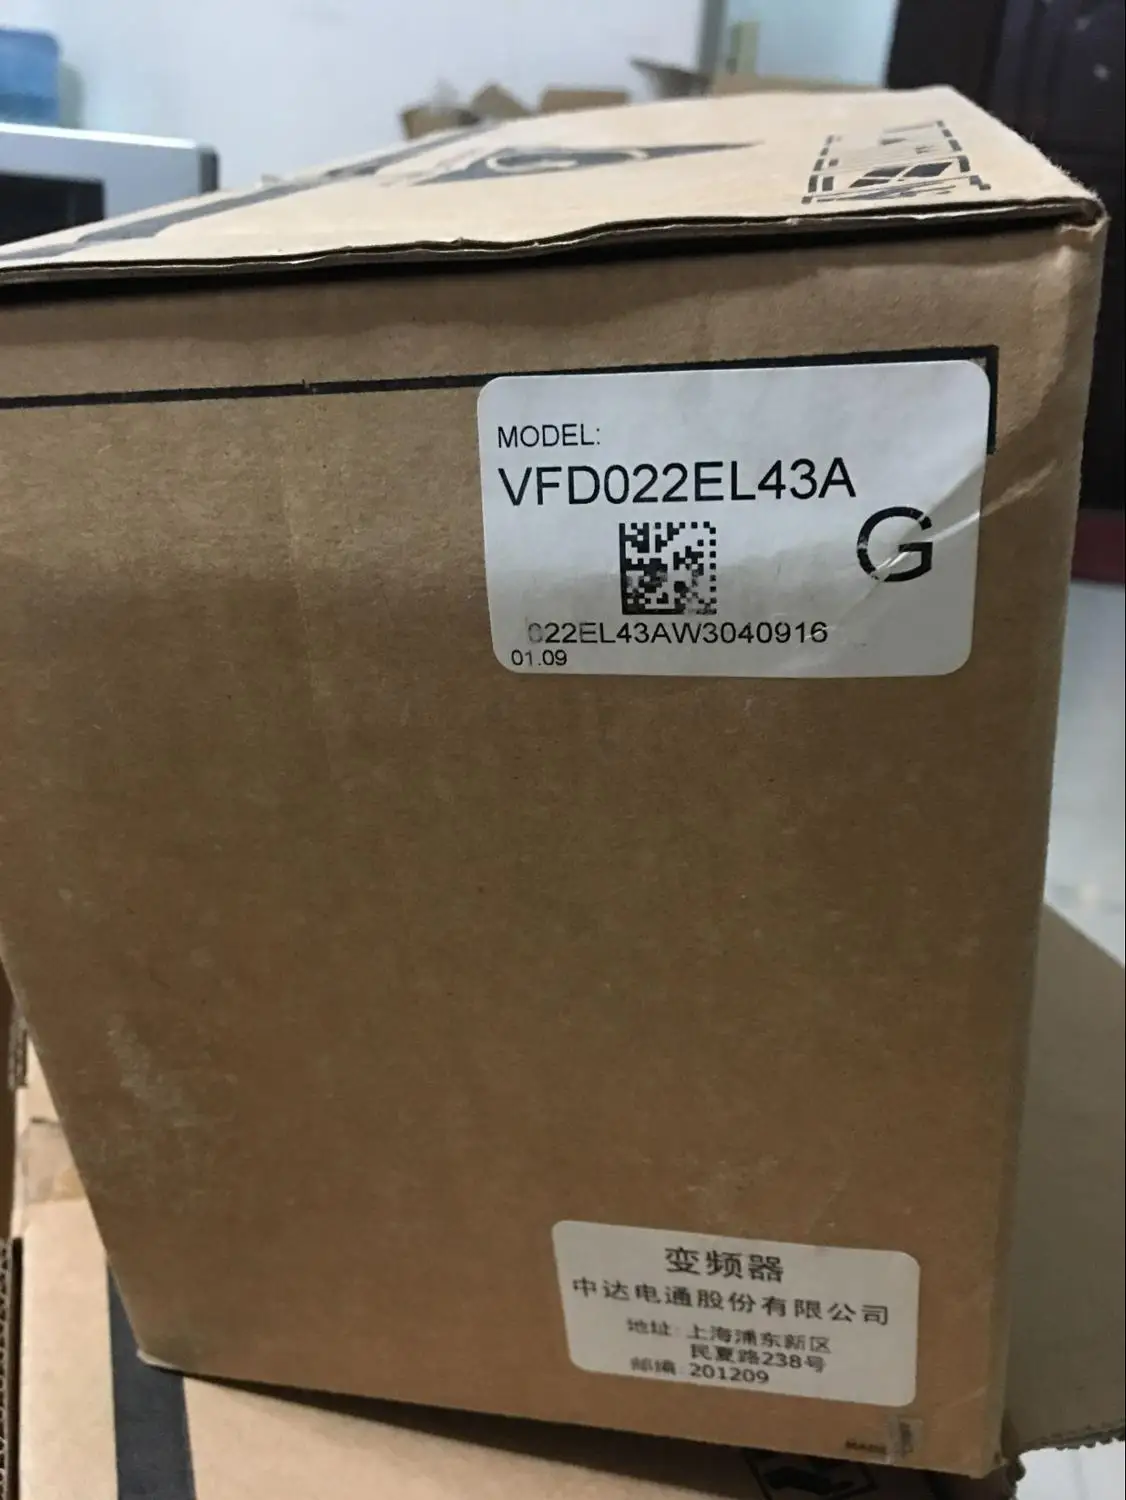 MODEL:
VFD022EL43A
G
022EL43AW3040916
01.09
变频器
中达电通股份有限公司
地址:上海浦东新区
民夏路238号
邮编:201209